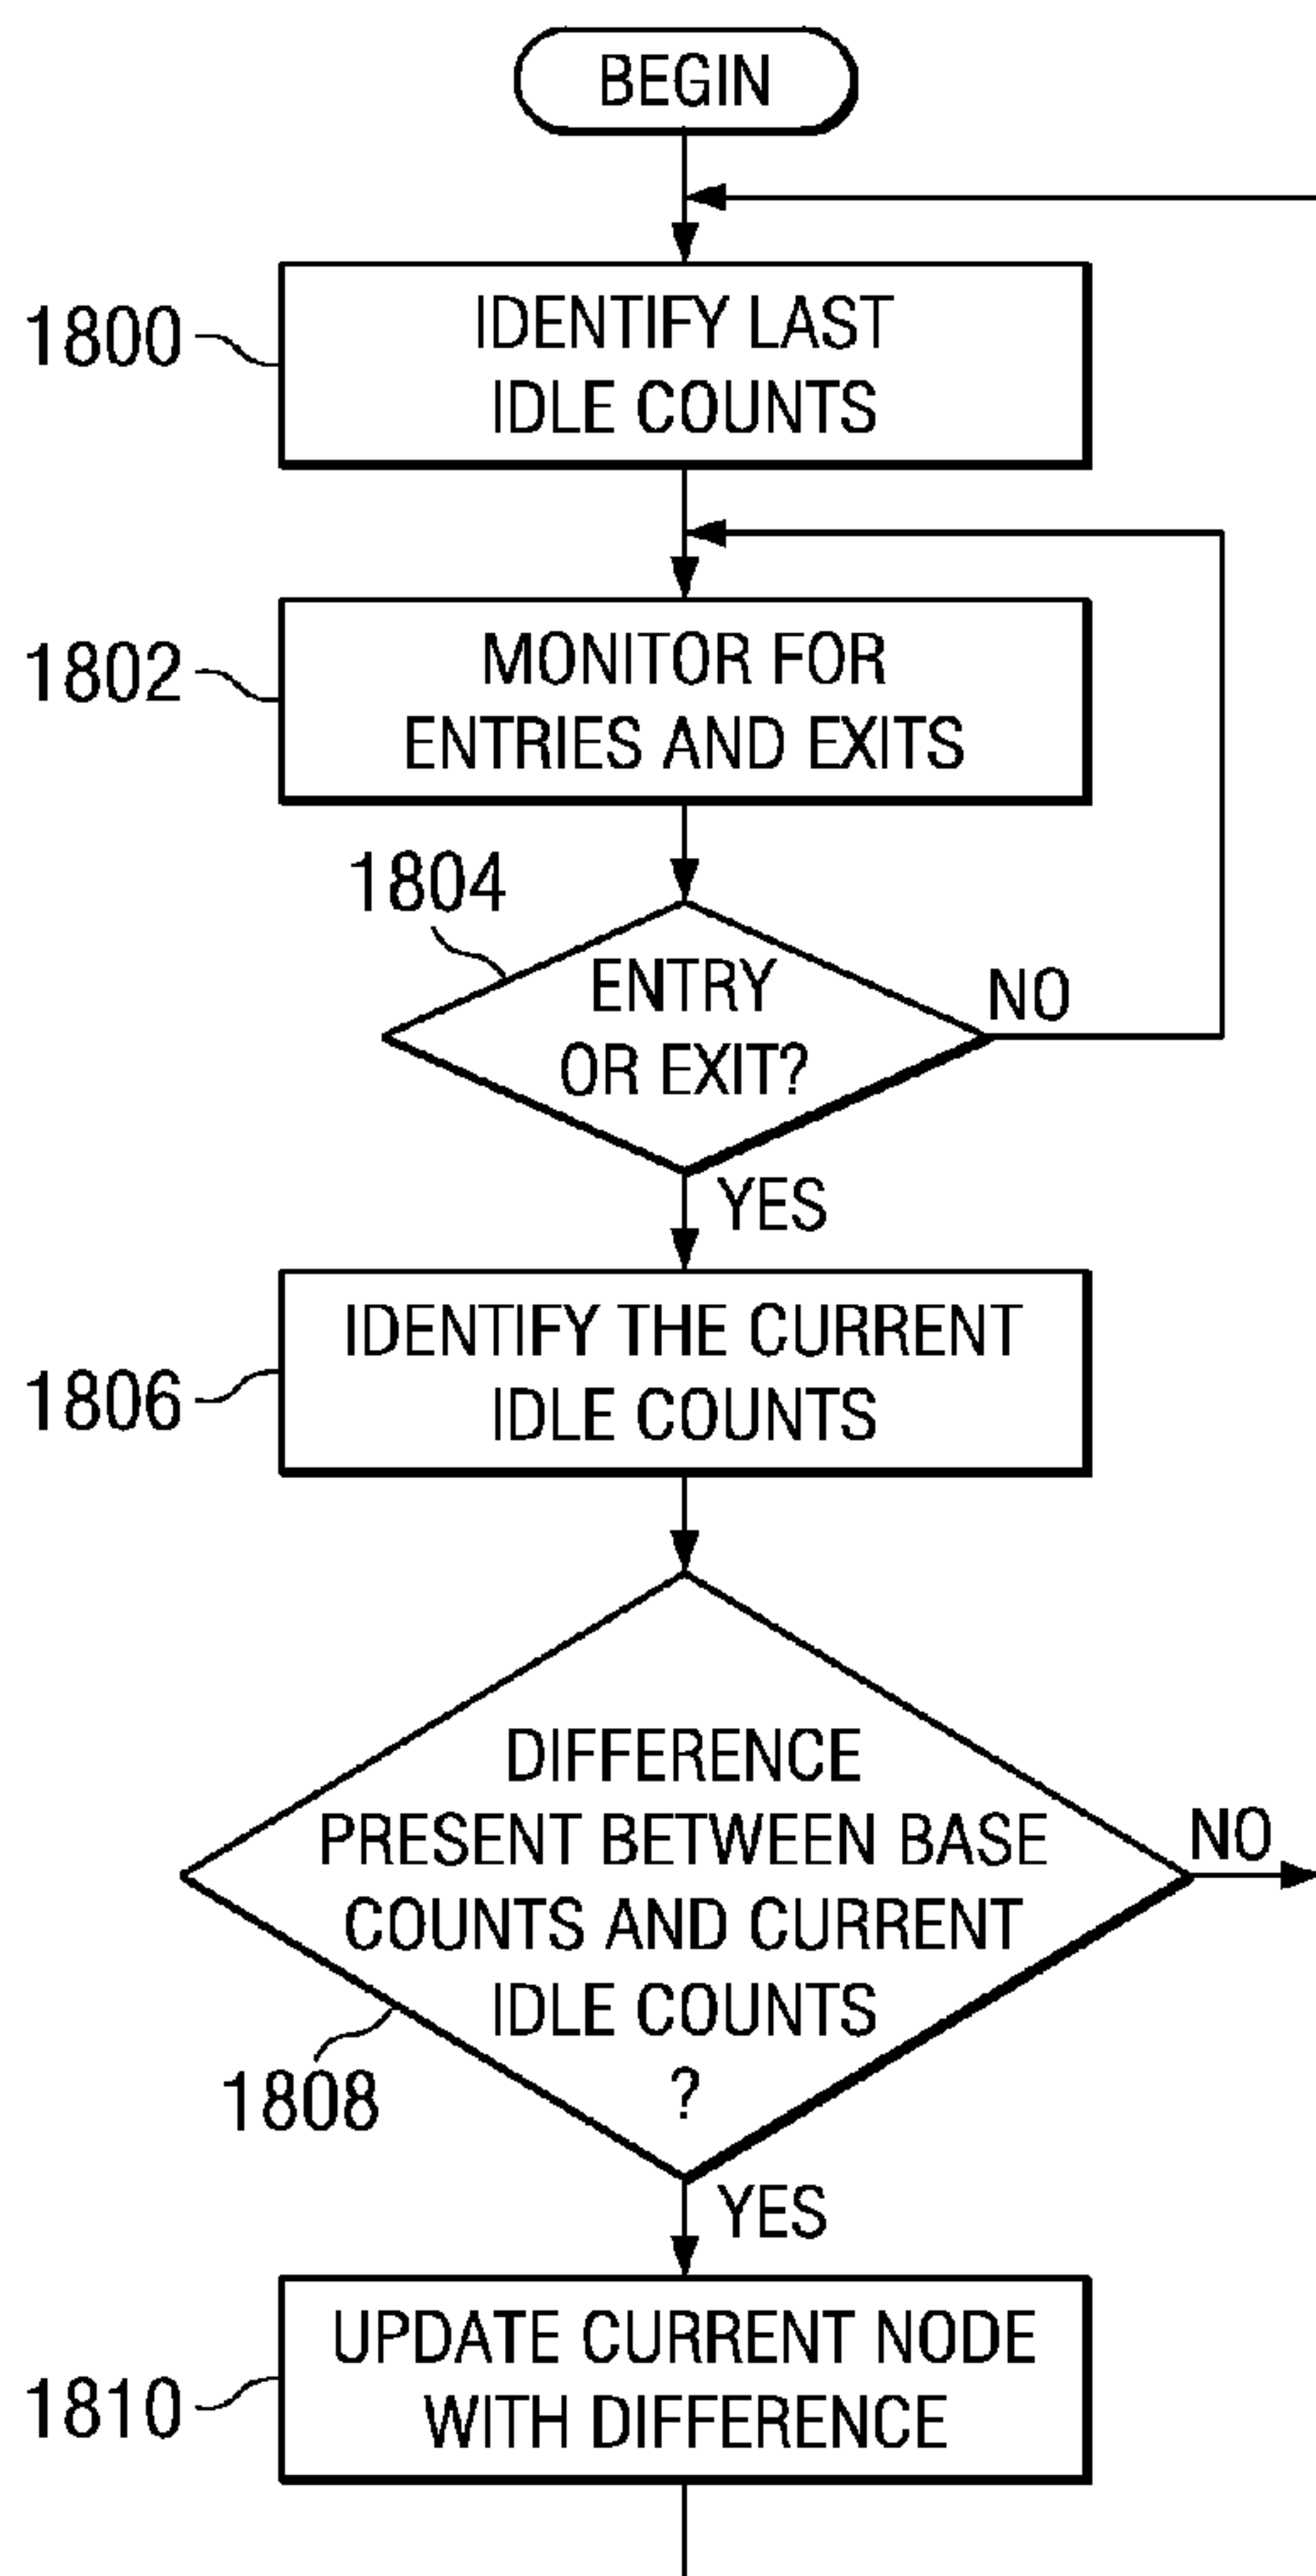 BEGIN
1800
IDENTIFY LAST
IDLE COUNTS
1802
MONITOR FOR
ENTRIES AND EXITS
1804
ENTRY
OR EXIT?
NO
YES
1806
IDENTIFY THE CURRENT
IDLE COUNTS
DIFFERENCE
PRESENT BETWEEN BASE
COUNTS AND CURRENT
IDLE COUNTS
?
NO
1808
YES
1810
UPDATE CURRENT NODE
WITH DIFFERENCE